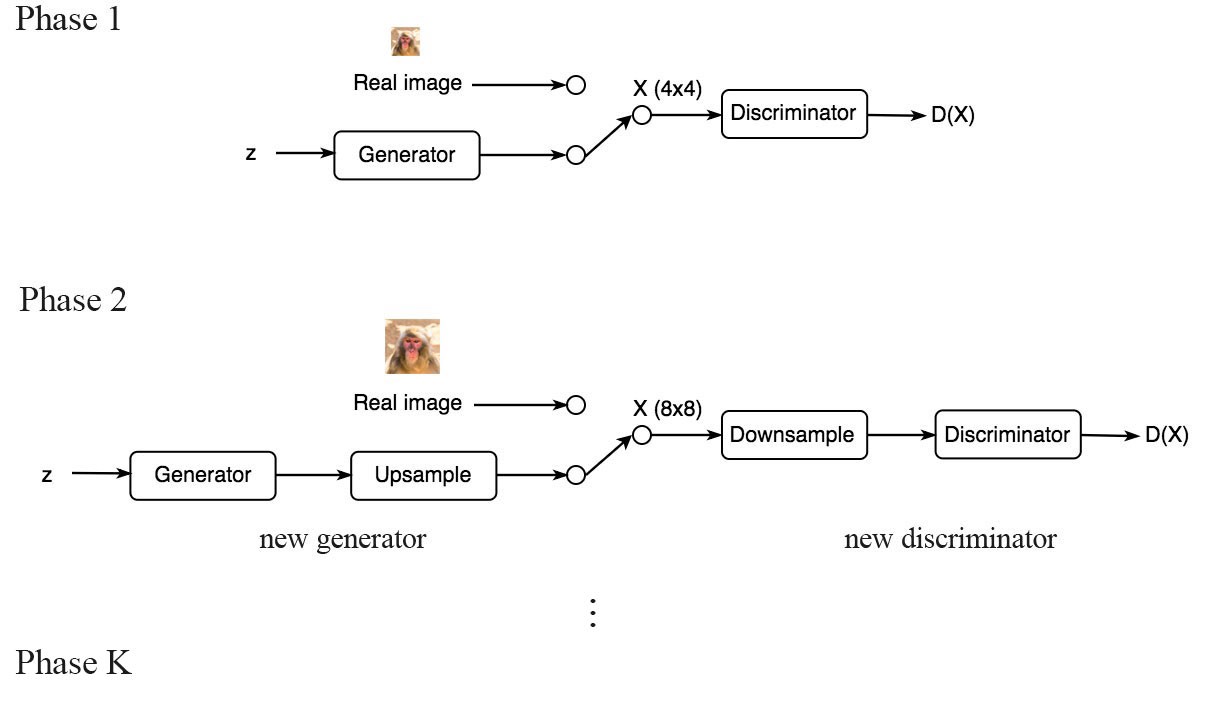 Phase 1
Real image
X (4x4)
Discriminator
D(X)
z
Generator
Phase 2
Real image
X (8x8)
Downsample
Discriminator
D(X)
z
Generator
Upsample
new generator
new discriminator
⋮
Phase K